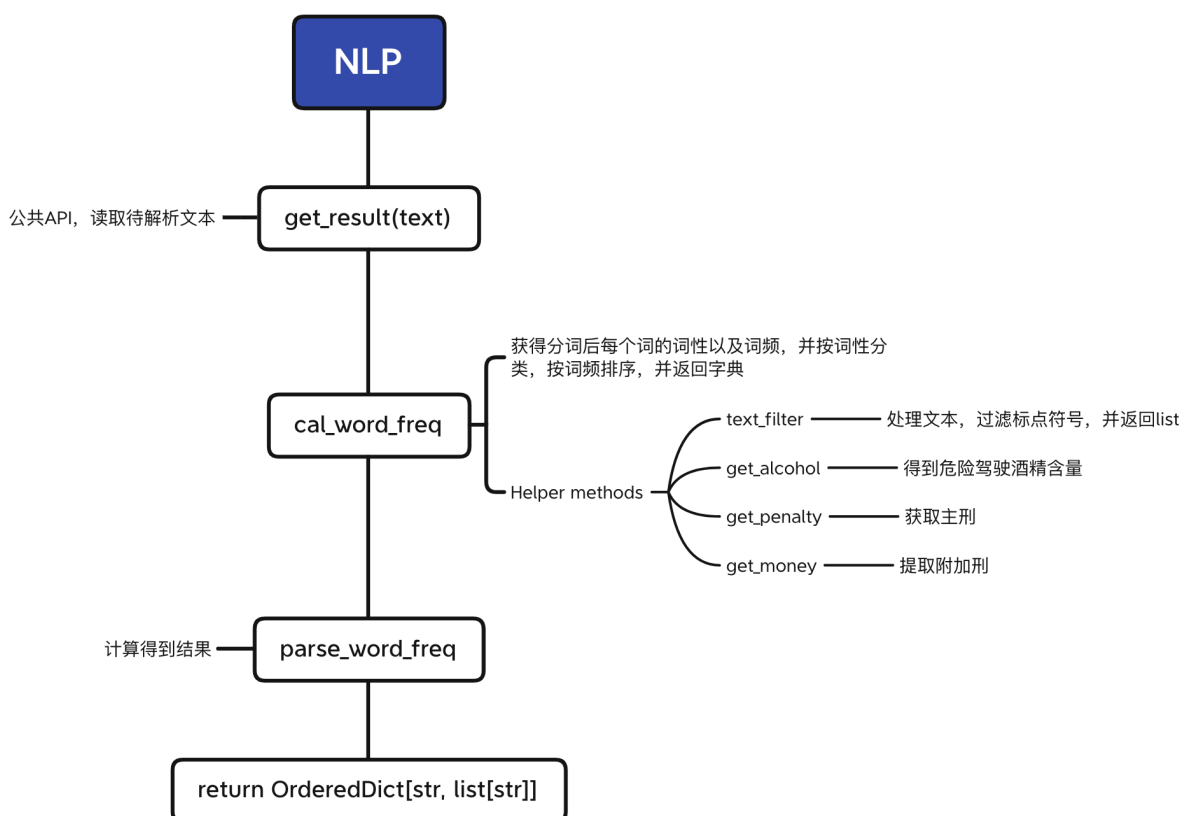 NLP
公共API，读取待解析文本
get_result(text)
获得分词后每个词的词性以及词频，并按词性分
类，按词频排序，并返回字典
cal_word_freq
text_filter
处理文本，过滤标点符号，并返回list
get_alcohol
得到危险驾驶酒精含量
Helper methods
get_penalty
获取主刑
get_money
提取附加刑
计算得到结果
parse_word_freq
return OrderedDict[str, list[str]]